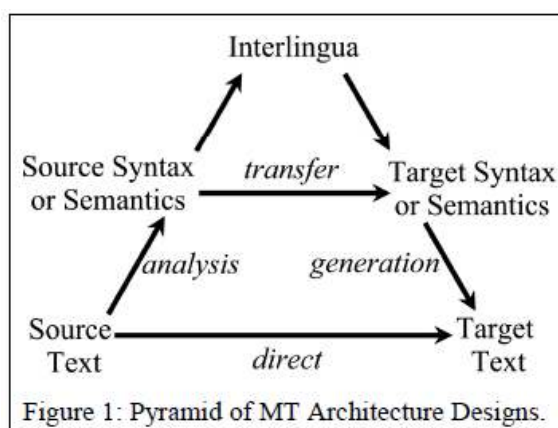 Interlingua
Source Syntax
or Semantics
transfer
Target Syntax
or Semantics
analysis
generation
Source
Text
direct
Target
Text
Figure 1: Pyramid of MT Architecture Designs.